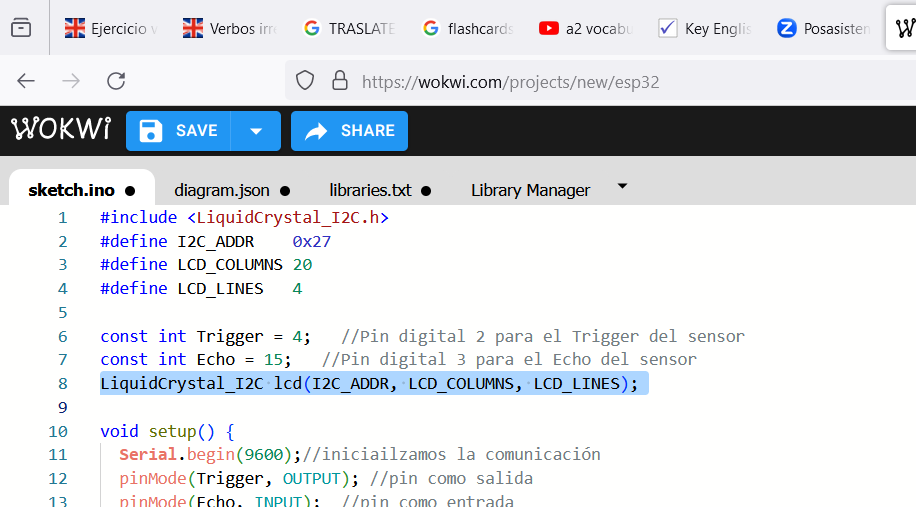 Ejercicio v
Verbos irre
TRASLATE
flashcards
a2 vocabu
Key Englis
Posasisten
https://wokwi.com/projects/new/esp32
WOKWI SAVE SHARE
sketch.ino ● diagram.json ● libraries.txt ● Library Manager
1 #include <LiquidCrystal_I2C.h>
2 #define I2C_ADDR    0x27
3 #define LCD_COLUMNS 20
4 #define LCD_LINES   4
5
6 const int Trigger = 4;   //Pin digital 2 para el Trigger del sensor
7 const int Echo = 15;   //Pin digital 3 para el Echo del sensor
8 LiquidCrystal_I2C lcd(I2C_ADDR, LCD_COLUMNS, LCD_LINES);
9
10 void setup() {
11   Serial.begin(9600);//iniciailzamos la comunicación
12   pinMode(Trigger, OUTPUT); //pin como salida
13   pinMode(Echo, INPUT);  //pin como entrada